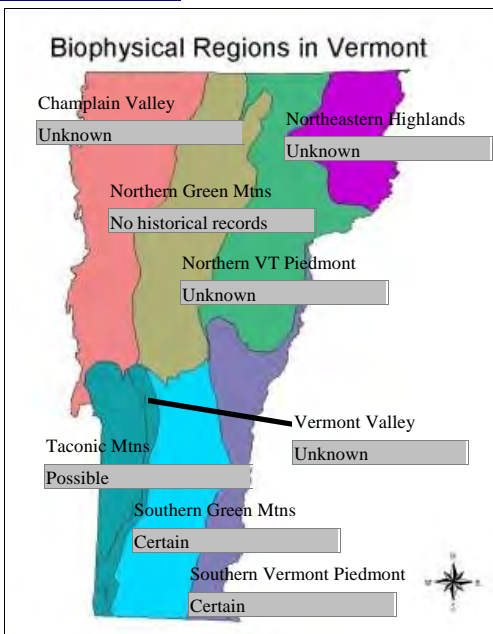 Biophysical Regions in Vermont
Champlain Valley
Unknown
Northeastern Highlands
Unknown
Northern Green Mtns
No historical records
Northern VT Piedmont
Unknown
Vermont Valley
Unknown
Taconic Mtns
Possible
Southern Green Mtns
Certain
Southern Vermont Piedmont
Certain